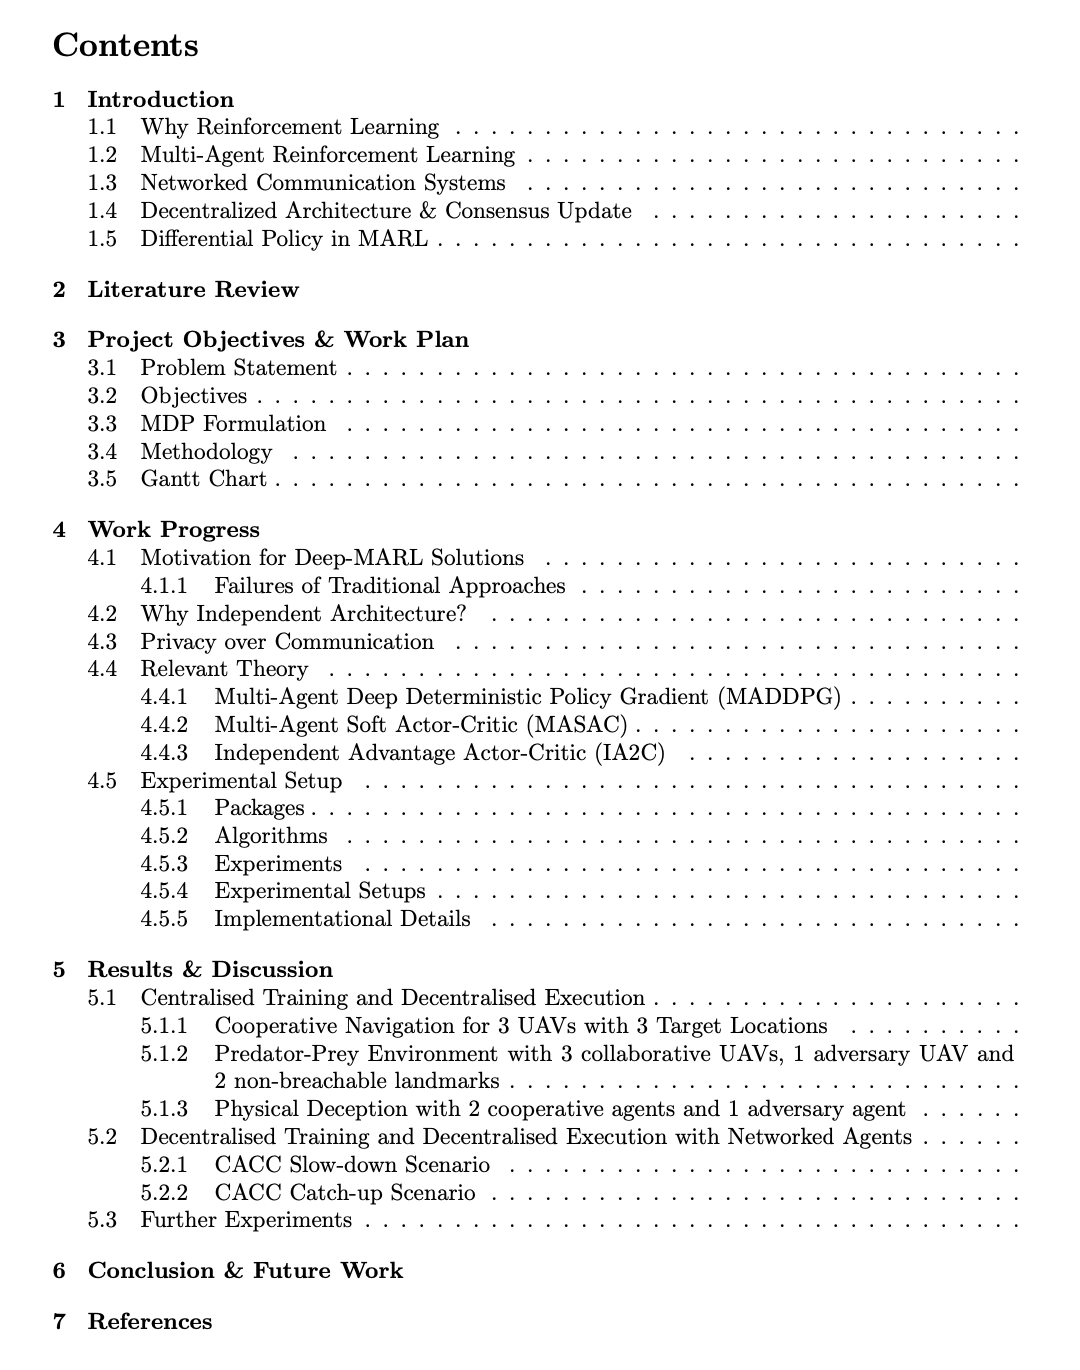 Contents
1 Introduction
1.1 Why Reinforcement Learning . . . . . . . . . . . . . . . . . . . . . . . . . . . . . . . .
1.2 Multi-Agent Reinforcement Learning . . . . . . . . . . . . . . . . . . . . . . . . . . . .
1.3 Networked Communication Systems . . . . . . . . . . . . . . . . . . . . . . . . . . . .
1.4 Decentralized Architecture & Consensus Update . . . . . . . . . . . . . . . . . . . . .
1.5 Differential Policy in MARL . . . . . . . . . . . . . . . . . . . . . . . . . . . . . . . . .
2 Literature Review
3 Project Objectives & Work Plan
3.1 Problem Statement . . . . . . . . . . . . . . . . . . . . . . . . . . . . . . . . . . . . . .
3.2 Objectives . . . . . . . . . . . . . . . . . . . . . . . . . . . . . . . . . . . . . . . . . . .
3.3 MDP Formulation . . . . . . . . . . . . . . . . . . . . . . . . . . . . . . . . . . . . . .
3.4 Methodology . . . . . . . . . . . . . . . . . . . . . . . . . . . . . . . . . . . . . . . . .
3.5 Gantt Chart . . . . . . . . . . . . . . . . . . . . . . . . . . . . . . . . . . . . . . . . . .
4 Work Progress
4.1 Motivation for Deep-MARL Solutions . . . . . . . . . . . . . . . . . . . . . . . . . . .
4.1.1 Failures of Traditional Approaches . . . . . . . . . . . . . . . . . . . . . . . . .
4.2 Why Independent Architecture? . . . . . . . . . . . . . . . . . . . . . . . . . . . . . .
4.3 Privacy over Communication . . . . . . . . . . . . . . . . . . . . . . . . . . . . . . . .
4.4 Relevant Theory . . . . . . . . . . . . . . . . . . . . . . . . . . . . . . . . . . . . . . .
4.4.1 Multi-Agent Deep Deterministic Policy Gradient (MADDPG) . . . . . . . . . .
4.4.2 Multi-Agent Soft Actor-Critic (MASAC) . . . . . . . . . . . . . . . . . . . . . .
4.4.3 Independent Advantage Actor-Critic (IA2C) . . . . . . . . . . . . . . . . . . .
4.5 Experimental Setup . . . . . . . . . . . . . . . . . . . . . . . . . . . . . . . . . . . . .
4.5.1 Packages . . . . . . . . . . . . . . . . . . . . . . . . . . . . . . . . . . . . . . . .
4.5.2 Algorithms . . . . . . . . . . . . . . . . . . . . . . . . . . . . . . . . . . . . . .
4.5.3 Experiments . . . . . . . . . . . . . . . . . . . . . . . . . . . . . . . . . . . . .
4.5.4 Experimental Setups . . . . . . . . . . . . . . . . . . . . . . . . . . . . . . . . .
4.5.5 Implementational Details . . . . . . . . . . . . . . . . . . . . . . . . . . . . . .
5 Results & Discussion
5.1 Centralised Training and Decentralised Execution . . . . . . . . . . . . . . . . . . . . .
5.1.1 Cooperative Navigation for 3 UAVs with 3 Target Locations . . . . . . . . . .
5.1.2 Predator-Prey Environment with 3 collaborative UAVs, 1 adversary UAV and
2 non-breachable landmarks . . . . . . . . . . . . . . . . . . . . . . . . . . . . .
5.1.3 Physical Deception with 2 cooperative agents and 1 adversary agent . . . . . .
5.2 Decentralised Training and Decentralised Execution with Networked Agents . . . . . .
5.2.1 CACC Slow-down Scenario . . . . . . . . . . . . . . . . . . . . . . . . . . . . .
5.2.2 CACC Catch-up Scenario . . . . . . . . . . . . . . . . . . . . . . . . . . . . . .
5.3 Further Experiments . . . . . . . . . . . . . . . . . . . . . . . . . . . . . . . . . . . . .
6 Conclusion & Future Work
7 References